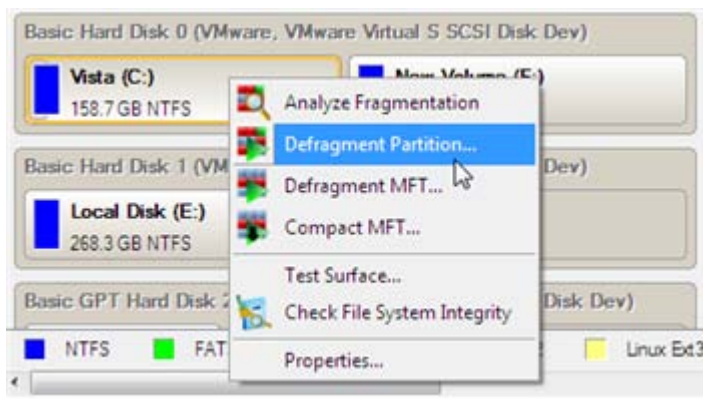 Basic Hard Disk 0 (VMware, VMware Virtual S SCSI Disk Dev)
Vista (C:)
158.7 GB NTFS
New Volume (F:)
Analyze Fragmentation
Defragment Partition...
Basic Hard Disk 1 (VM
Dev)
Defragment MFT...
Local Disk (E:)
268.3 GB NTFS
Compact MFT...
Test Surface...
Basic GPT Hard Disk 2
Disk Dev)
Check File System Integrity
NTFS
FAT
Linux Ext3
Properties...